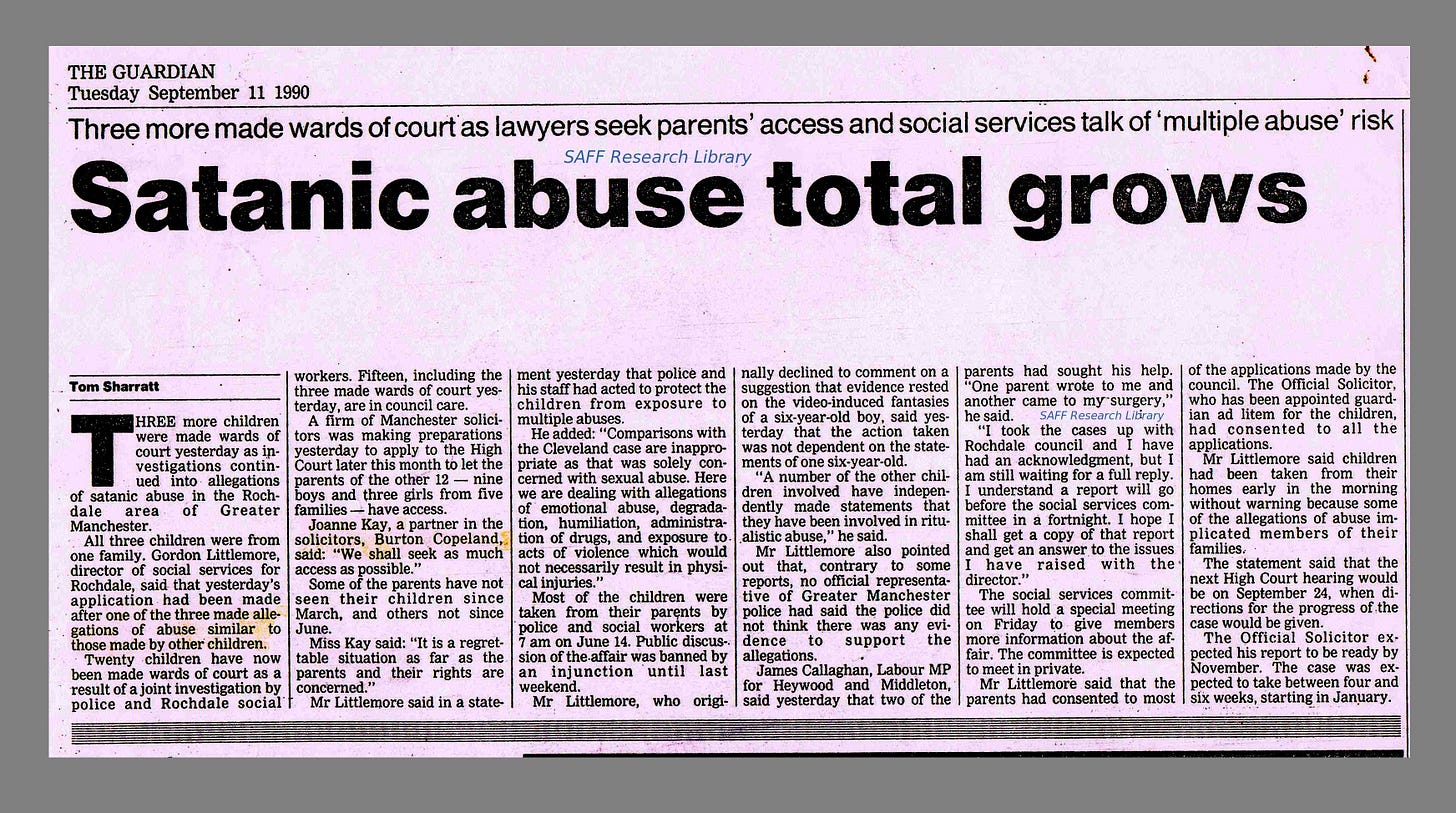 THE GUARDIAN
Tuesday September 11 1990
Three more made wards of court as lawyers seek parents' access and social services talk of 'multiple abuse' risk
SAFF Research Library
Satanic abuse total grows
Tom Sharratt
THREE more children
were made wards of
court yesterday as in-
vestigations contin-
ued into allegations
of satanic abuse in the Roch-
dale area of Greater
Manchester.
All three children were from
one family. Gordon Littlemore,
director of social services for
Rochdale, said that yesterday's
application had been made
after one of the three made alle-
gations of abuse similar to
those made by other children.
Twenty children have now
been made wards of court as a
result of a joint investigation by
police and Rochdale social
workers. Fifteen, including the
three made wards of court yes-
terday, are in council care.
A firm of Manchester solici-
tors was making preparations
yesterday to apply to the High
Court later this month to let the
parents of the other 12 — nine
boys and three girls from five
families — have access.
Joanne Kay, a partner in the
solicitors, Burton Copeland,
said: "We shall seek as much
access as possible."
Some of the parents have not
seen their children since
March, and others not since
June.
Miss Kay said: "It is a regret-
table situation as far as the
parents and their rights are
concerned."
Mr Littlemore said in a state-
ment yesterday that police and
his staff had acted to protect the
children from exposure to
multiple abuses.
He added: "Comparisons with
the Cleveland case are inappro-
priate as that was solely con-
cerned with sexual abuse. Here
we are dealing with allegations
of emotional abuse, degrada-
tion, humiliation, administra-
tion of drugs, and exposure to
acts of violence which would
not necessarily result in physi-
cal injuries."
Most of the children were
taken from their parents by
police and social workers at
7 am on June 14. Public discus-
sion of the affair was banned by
an injunction until last
weekend.
Mr Littlemore, who origi-
nally declined to comment on a
suggestion that evidence rested
on the video-induced fantasies
of a six-year-old boy, said yes-
terday that the action taken
was not dependent on the state-
ments of one six-year-old.
"A number of the other chil-
dren involved have indepen-
dently made statements that
they have been involved in ritu-
alistic abuse," he said.
Mr Littlemore also pointed
out that, contrary to some
reports, no official representa-
tive of Greater Manchester
police had said the police did
not think there was any evi-
dence to support the
allegations.
James Callaghan, Labour MP
for Heywood and Middleton,
said yesterday that two of the
parents had sought his help.
"One parent wrote to me and
another came to my surgery,"
he said.
SAFF Research Library
"I took the cases up with
Rochdale council and I have
had an acknowledgment, but I
am still waiting for a full reply.
I understand a report will go
before the social services com-
mittee in a fortnight. I hope I
shall get a copy of that report
and get an answer to the issues
I have raised with the
director."
The social services commit-
tee will hold a special meeting
on Friday to give members
more information about the af-
fair. The committee is expected
to meet in private.
Mr Littlemore said that the
parents had consented to most
of the applications made by the
council. The Official Solicitor,
who has been appointed guard-
ian ad litem for the children,
had consented to all the
applications.
Mr Littlemore said children
had been taken from their
homes early in the morning
without warning because some
of the allegations of abuse im-
plicated members of their
families.
The statement said that the
next High Court hearing would
be on September 24, when di-
rections for the progress of the
case would be given.
The Official Solicitor ex-
pected his report to be ready by
November. The case was ex-
pected to take between four and
six weeks, starting in January.